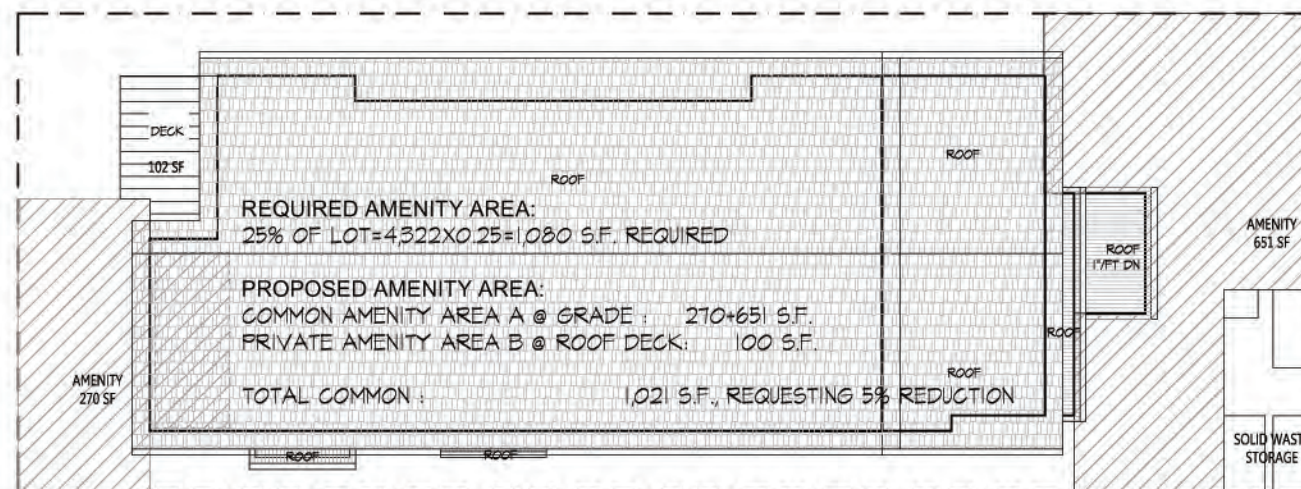 DECK
102 SF
ROOF
ROOF
REQUIRED AMENITY AREA:
25% OF LOT=4,322X0.25=1,080 S.F. REQUIRED
AMENITY
651 SF
ROOF
1"/FT DN
PROPOSED AMENITY AREA:
COMMON AMENITY AREA A @ GRADE : 270+651 S.F.
PRIVATE AMENITY AREA B @ ROOF DECK: 100 S.F.
ROOF
ROOF
AMENITY
270 SF
TOTAL COMMON : 1,021 S.F., REQUESTING 5% REDUCTION
ROOF
ROOF
SOLID WAST
STORAGE